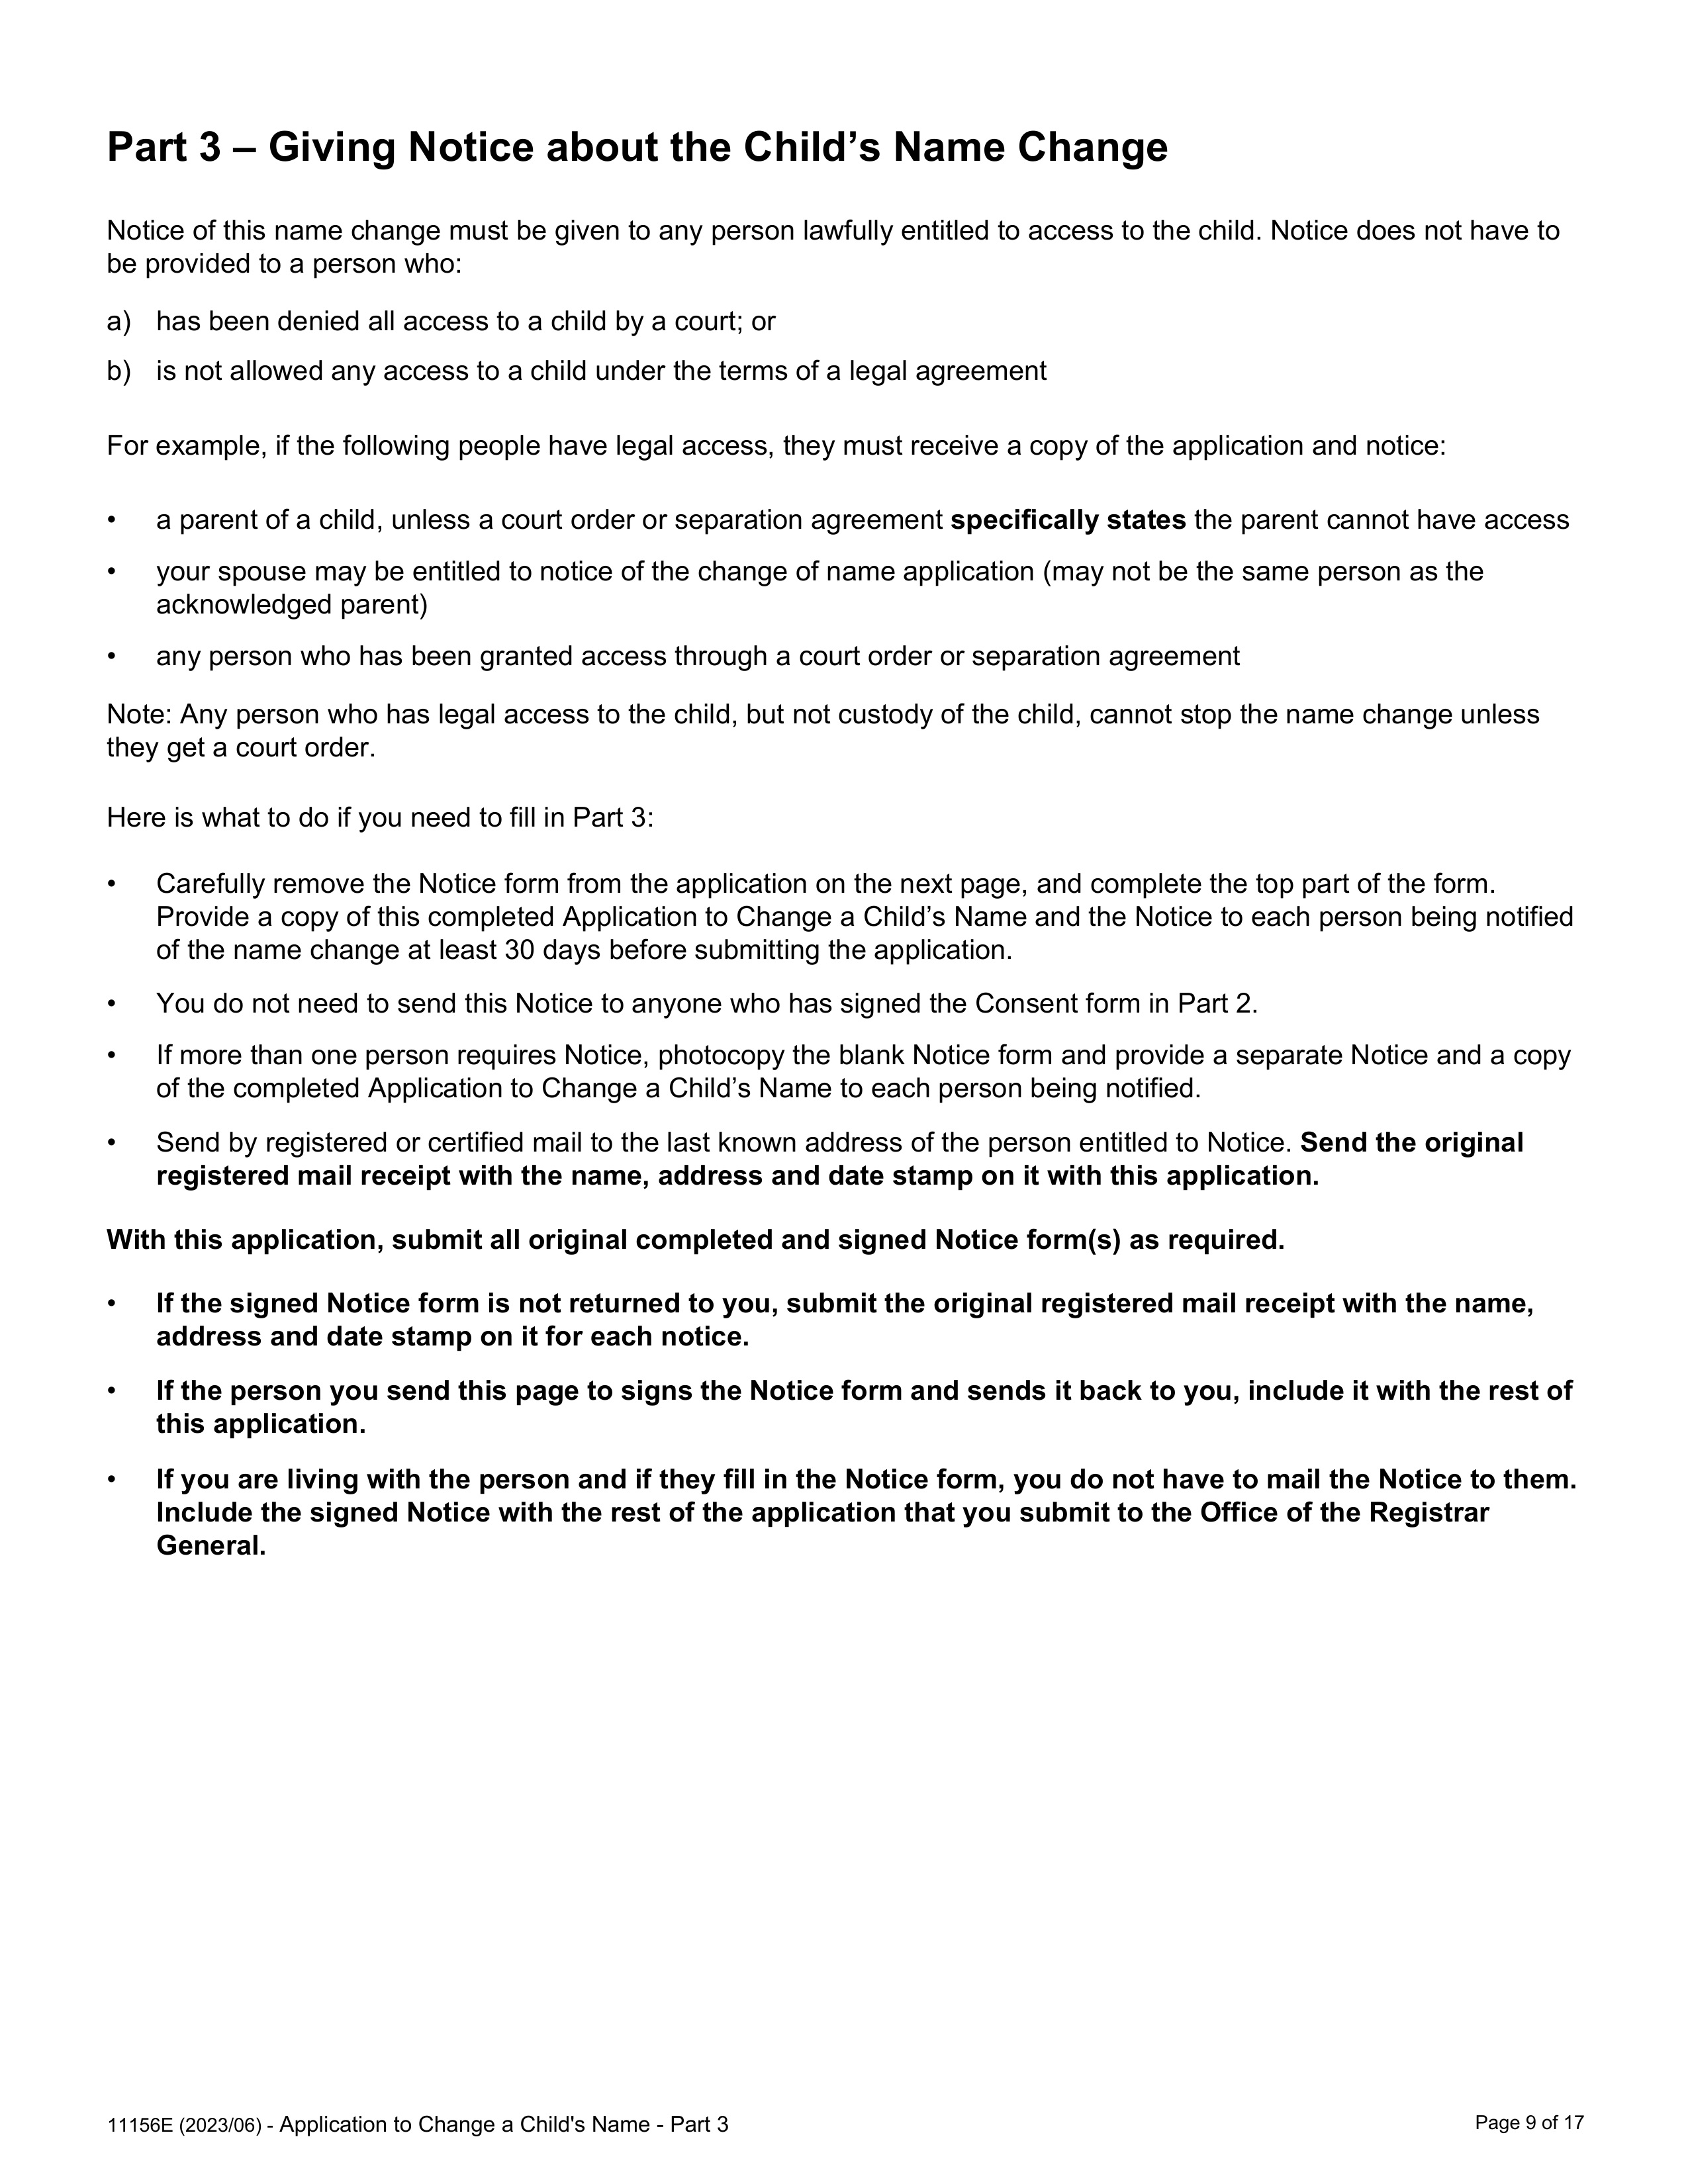 Part 3 – Giving Notice about the Child’s Name Change
Notice of this name change must be given to any person lawfully entitled to access to the child. Notice does not have to
be provided to a person who:
a) has been denied all access to a child by a court; or
b) is not allowed any access to a child under the terms of a legal agreement
For example, if the following people have legal access, they must receive a copy of the application and notice:
• a parent of a child, unless a court order or separation agreement specifically states the parent cannot have access
• your spouse may be entitled to notice of the change of name application (may not be the same person as the
acknowledged parent)
• any person who has been granted access through a court order or separation agreement
Note: Any person who has legal access to the child, but not custody of the child, cannot stop the name change unless
they get a court order.
Here is what to do if you need to fill in Part 3:
• Carefully remove the Notice form from the application on the next page, and complete the top part of the form.
Provide a copy of this completed Application to Change a Child’s Name and the Notice to each person being notified
of the name change at least 30 days before submitting the application.
• You do not need to send this Notice to anyone who has signed the Consent form in Part 2.
• If more than one person requires Notice, photocopy the blank Notice form and provide a separate Notice and a copy
of the completed Application to Change a Child’s Name to each person being notified.
• Send by registered or certified mail to the last known address of the person entitled to Notice. Send the original
registered mail receipt with the name, address and date stamp on it with this application.
With this application, submit all original completed and signed Notice form(s) as required.
• If the signed Notice form is not returned to you, submit the original registered mail receipt with the name,
address and date stamp on it for each notice.
• If the person you send this page to signs the Notice form and sends it back to you, include it with the rest of
this application.
• If you are living with the person and if they fill in the Notice form, you do not have to mail the Notice to them.
Include the signed Notice with the rest of the application that you submit to the Office of the Registrar
General.
11156E (2023/06) - Application to Change a Child's Name - Part 3
Page 9 of 17